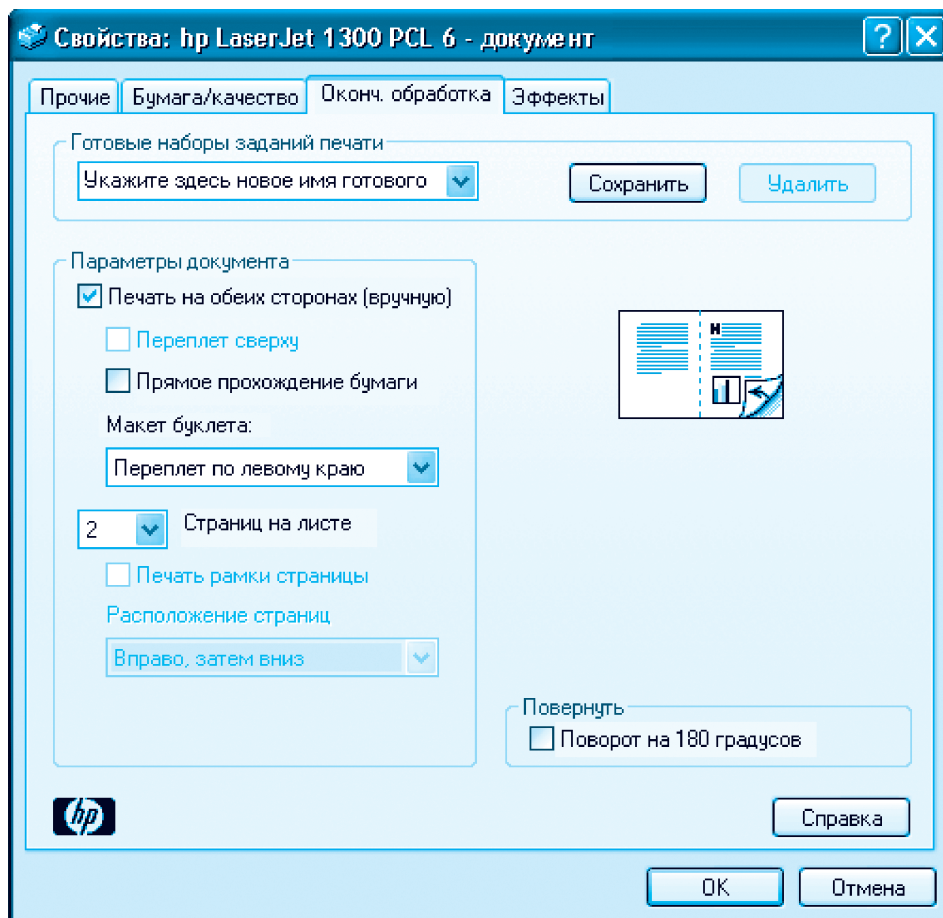 Свойства: hp LaserJet 1300 PCL 6 - документ
Прочие Бумага/качество Оконч. обработка Эффекты
Готовые наборы заданий печати
Укажите здесь новое имя готового Сохранить Удалить
Параметры документа
Печать на обеих сторонах (вручную)
Переплет сверху
Прямое прохождение бумаги
Макет буклета:
Переплет по левому краю
2 Страниц на листе
Печать рамки страницы
Расположение страниц
Вправо, затем вниз
Повернуть
Поворот на 180 градусов
hp
Справка
OK Отмена